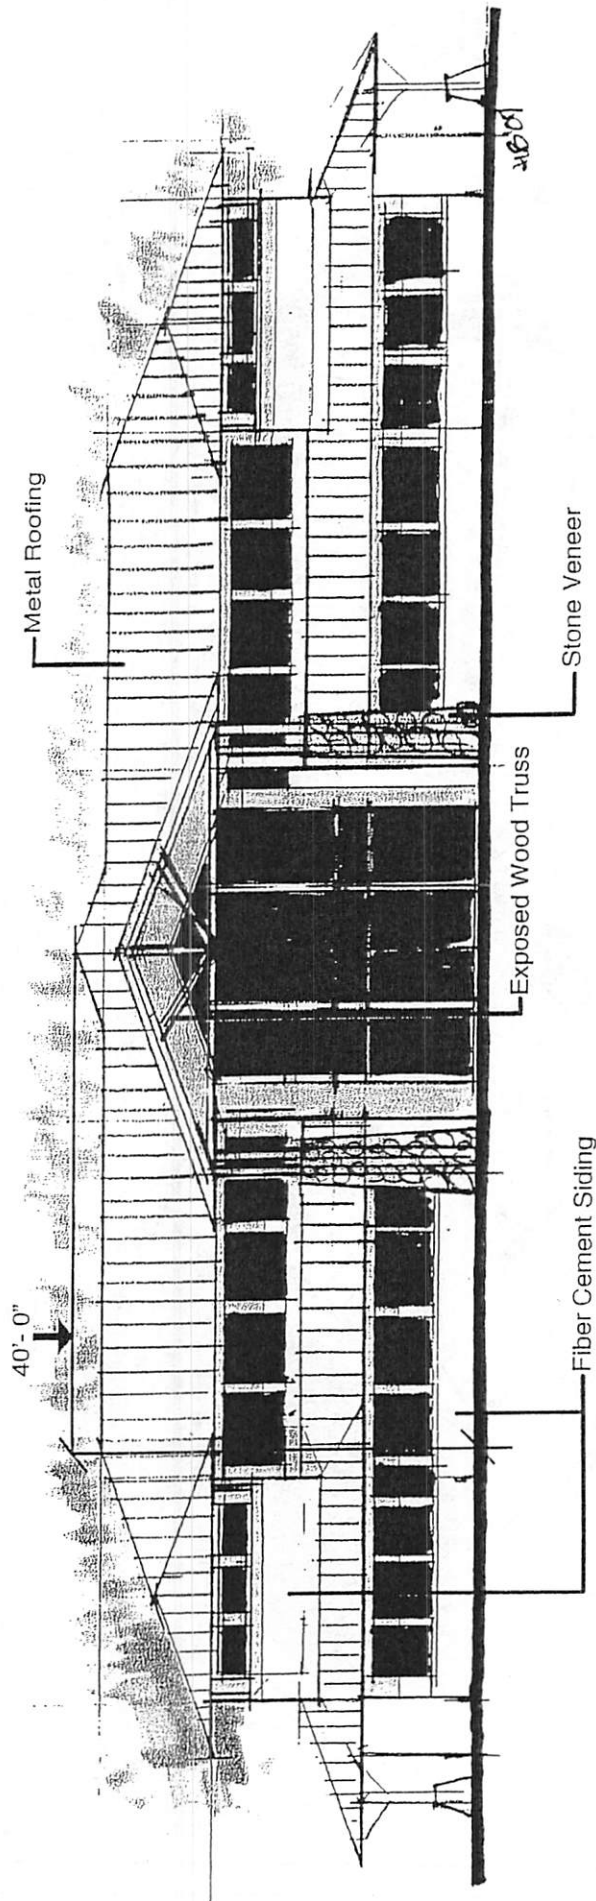 40'- 0"
Metal Roofing
Fiber Cement Siding
Exposed Wood Truss
Stone Veneer